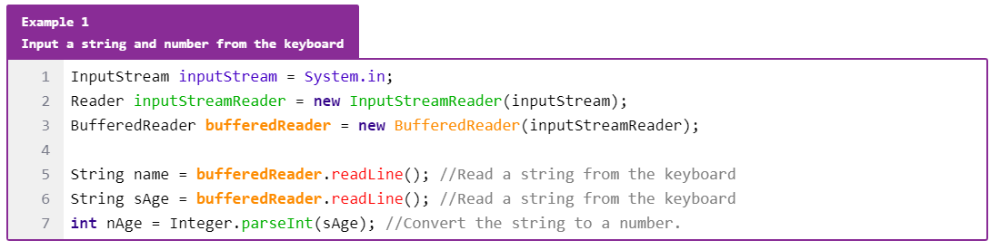 Example 1
Input a string and number from the keyboard
1 InputStream inputStream = System.in;
2 Reader inputStreamReader = new InputStreamReader(inputStream);
3 BufferedReader bufferedReader = new BufferedReader(inputStreamReader);
4
5 String name = bufferedReader.readLine(); //Read a string from the keyboard
6 String sAge = bufferedReader.readLine(); //Read a string from the keyboard
7 int nAge = Integer.parseInt(sAge); //Convert the string to a number.